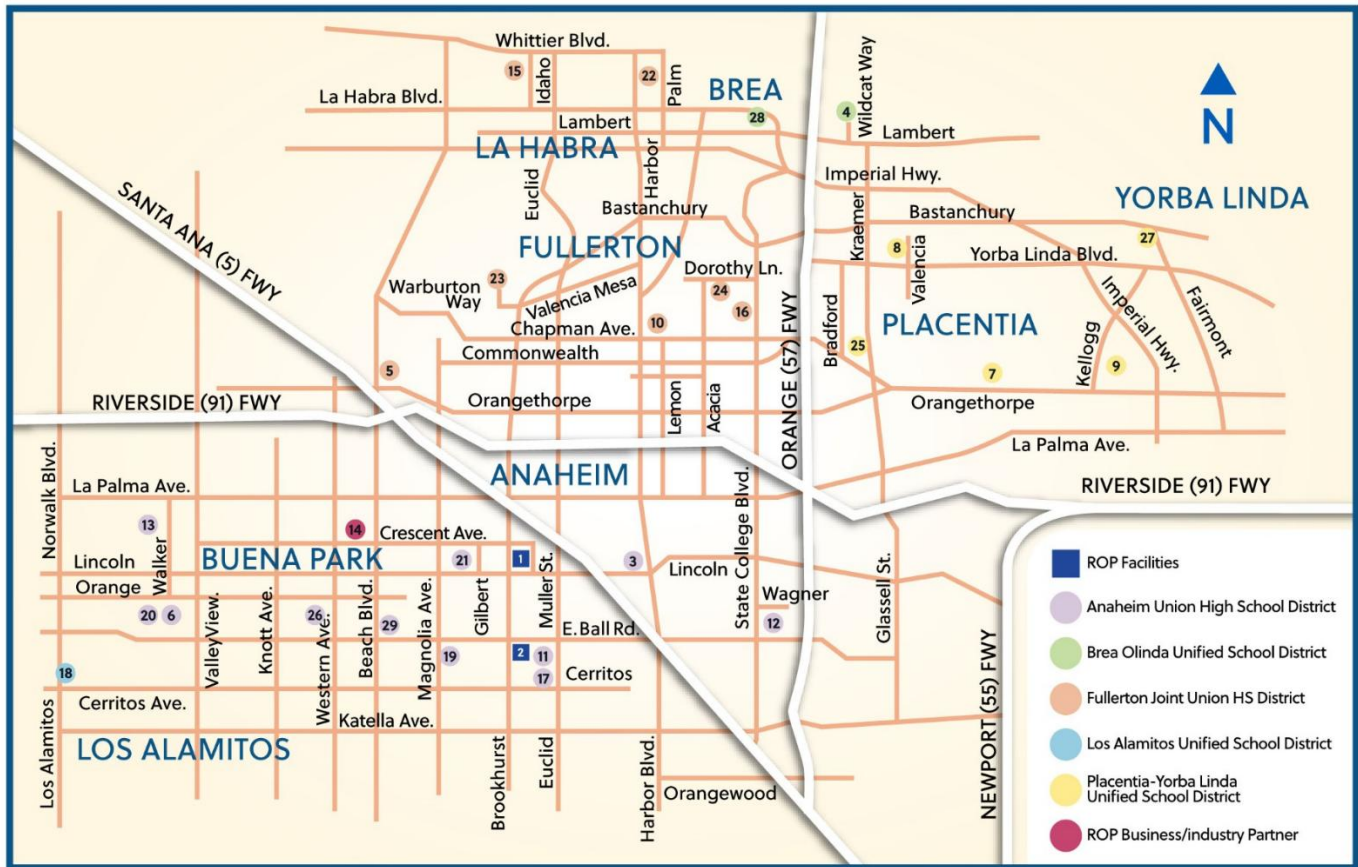 Whittier Blvd.
15
Idaho
22
Palm
BREA
28
4
Wildcat Way
N
La Habra Blvd.
Lambert
Lambert
LA HABRA
Harbor
Imperial Hwy.
YORBA LINDA
SANTA ANA (5) FWY
Euclid
Bastanchury
Kraemer
Bastanchury
27
FULLERTON
8
Valencia
Yorba Linda Blvd.
Dorothy Ln.
23
24
Warburton
Way
Valencia Mesa
16
Imperial Hwy.
Fairmont
10
Chapman Ave.
PLACENTIA
Bradford
25
Commonwealth
Kellogg
9
5
7
ORANGE (57) FWY
RIVERSIDE (91) FWY
Orangethorpe
Lemon
Acacia
Orangethorpe
La Palma Ave.
Norwalk Blvd.
ANAHEIM
State College Blvd.
RIVERSIDE (91) FWY
La Palma Ave.
13
14
Crescent Ave.
Walker
Lincoln
BUENA PARK
21
1
3
Lincoln
Orange
Gilbert
Muller St.
Wagner
Glassell St.
20
6
26
29
12
ValleyView.
Knott Ave.
Western Ave.
Beach Blvd.
Magnolia Ave.
E. Ball Rd.
19
2
11
18
17
Cerritos
Cerritos Ave.
Katella Ave.
LOS ALAMITOS
Los Alamitos
Brookhurst
Euclid
Harbor Blvd.
Orangewood
NEWPORT (55) FWY
ROP Facilities
Anaheim Union High School District
Brea Olinda Unified School District
Fullerton Joint Union HS District
Los Alamitos Unified School District
Placentia-Yorba Linda
Unified School District
ROP Business/industry Partner